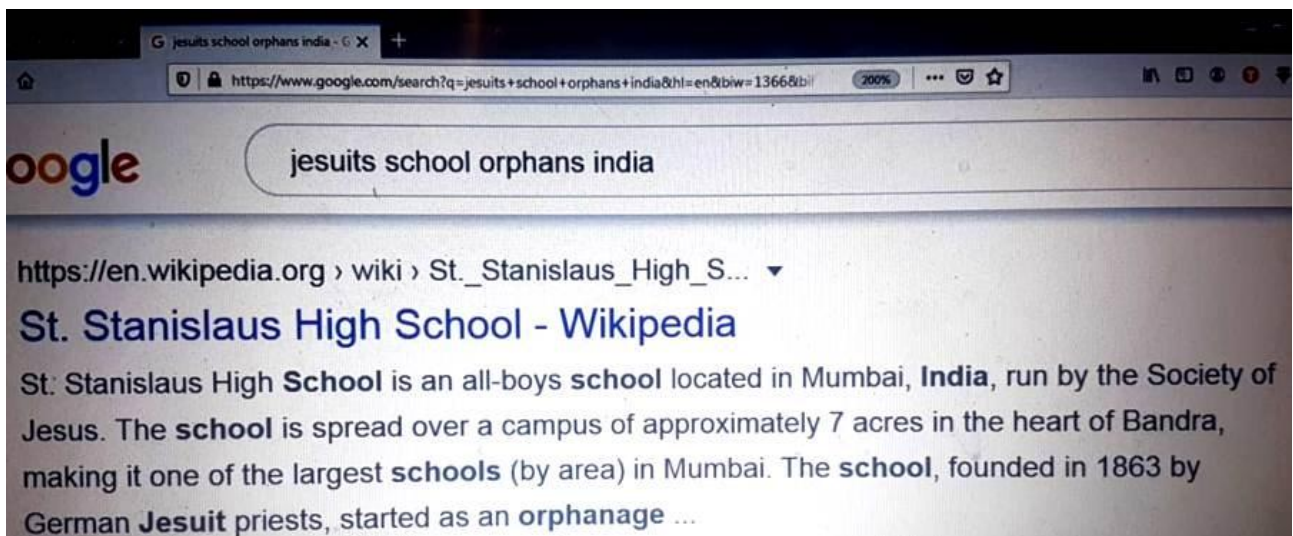 G jesuits school orphans india - G X +
https://www.google.com/search?q=jesuits+school+orphans+india&hl=en&biw=1366&bi 200%
oogle jesuits school orphans india
https://en.wikipedia.org › wiki › St._Stanislaus_High_S...
St. Stanislaus High School - Wikipedia
St. Stanislaus High School is an all-boys school located in Mumbai, India, run by the Society of
Jesus. The school is spread over a campus of approximately 7 acres in the heart of Bandra,
making it one of the largest schools (by area) in Mumbai. The school, founded in 1863 by
German Jesuit priests, started as an orphanage ...